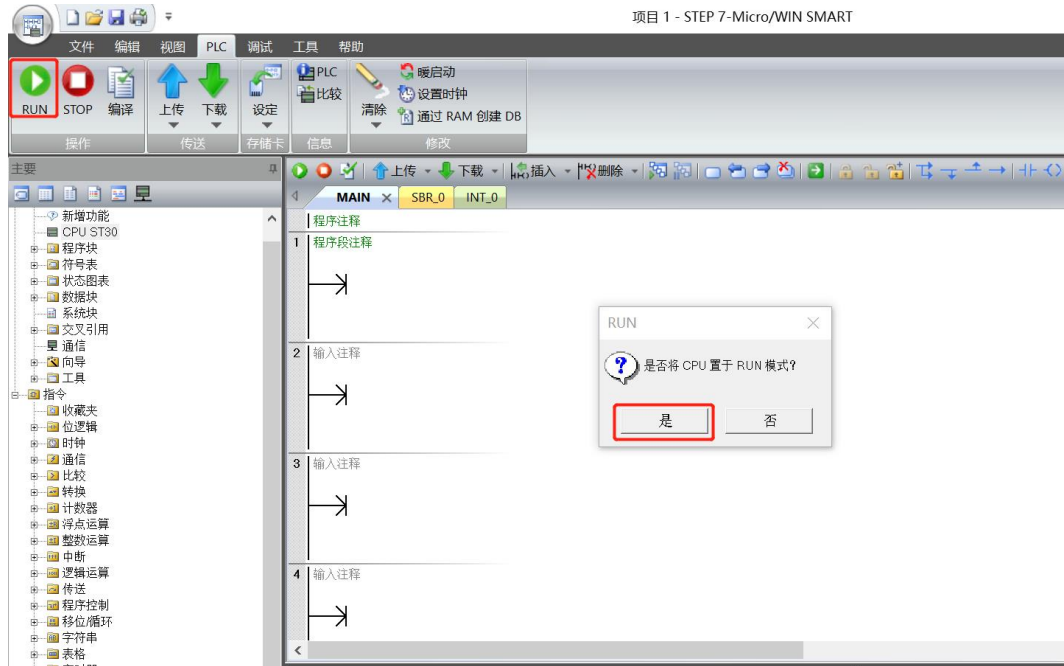 项目 1 - STEP 7-Micro/WIN SMART
文件 编辑 视图 PLC 调试 工具 帮助
RUN STOP 编译 上传 下载 设定 PLC 比较 清除 暖启动 设置时钟 通过 RAM 创建 DB
操作 传送 存储卡 信息 修改
主要
上传 下载 插入 删除
MAIN SBR_0 INT_0
新增功能
CPU ST30
程序块
符号表
状态图表
数据块
系统块
交叉引用
通信
向导
工具
指令
收藏夹
位逻辑
时钟
通信
比较
转换
计数器
浮点运算
整数运算
中断
逻辑运算
传送
程序控制
移位/循环
字符串
表格
程序注释
1 程序段注释
2 输入注释
3 输入注释
4 输入注释
RUN
是否将 CPU 置于 RUN 模式?
是 否